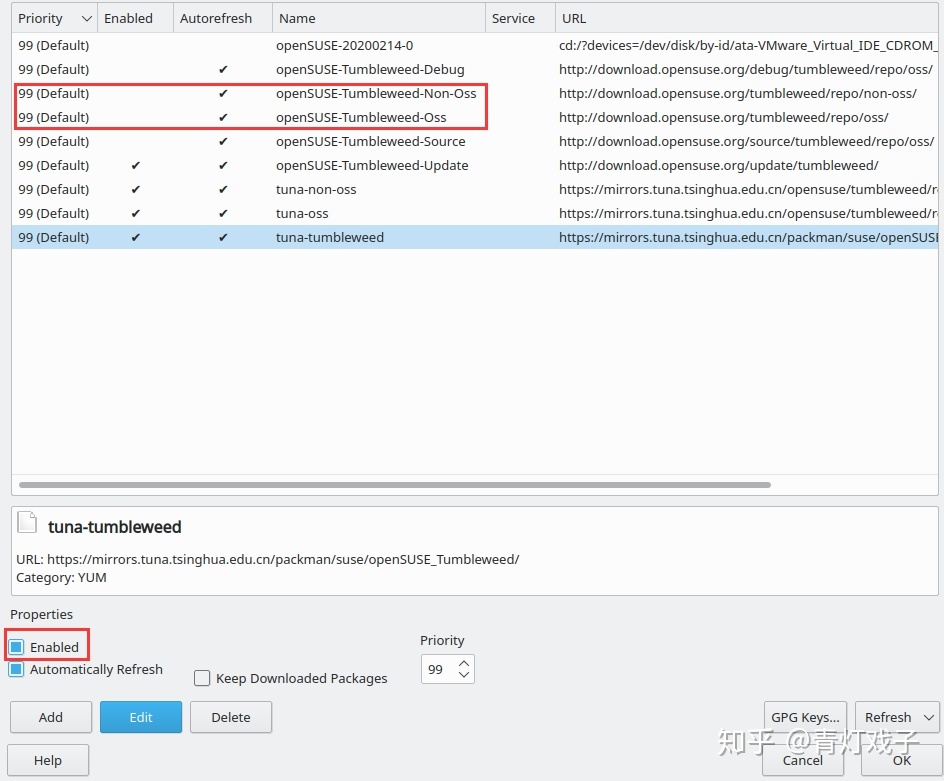 Priority Enabled Autorefresh Name Service URL
99 (Default) openSUSE-20200214-0 cd:/?devices=/dev/disk/by-id/ata-VMware_Virtual_IDE_CDROM_
99 (Default) ✔ openSUSE-Tumbleweed-Debug http://download.opensuse.org/debug/tumbleweed/repo/oss/
99 (Default) ✔ openSUSE-Tumbleweed-Non-Oss http://download.opensuse.org/tumbleweed/repo/non-oss/
99 (Default) ✔ openSUSE-Tumbleweed-Oss http://download.opensuse.org/tumbleweed/repo/oss/
99 (Default) ✔ openSUSE-Tumbleweed-Source http://download.opensuse.org/source/tumbleweed/repo/oss/
99 (Default) ✔ ✔ openSUSE-Tumbleweed-Update http://download.opensuse.org/update/tumbleweed/
99 (Default) ✔ ✔ tuna-non-oss https://mirrors.tuna.tsinghua.edu.cn/opensuse/tumbleweed/r
99 (Default) ✔ ✔ tuna-oss https://mirrors.tuna.tsinghua.edu.cn/opensuse/tumbleweed/r
99 (Default) ✔ ✔ tuna-tumbleweed https://mirrors.tuna.tsinghua.edu.cn/packman/suse/openSUSE
tuna-tumbleweed
URL: https://mirrors.tuna.tsinghua.edu.cn/packman/suse/openSUSE_Tumbleweed/
Category: YUM
Properties
Enabled
Priority
Automatically Refresh
Keep Downloaded Packages
99
Add Edit Delete GPG Keys... Refresh
知乎 @青灯戏子
Help Cancel OK